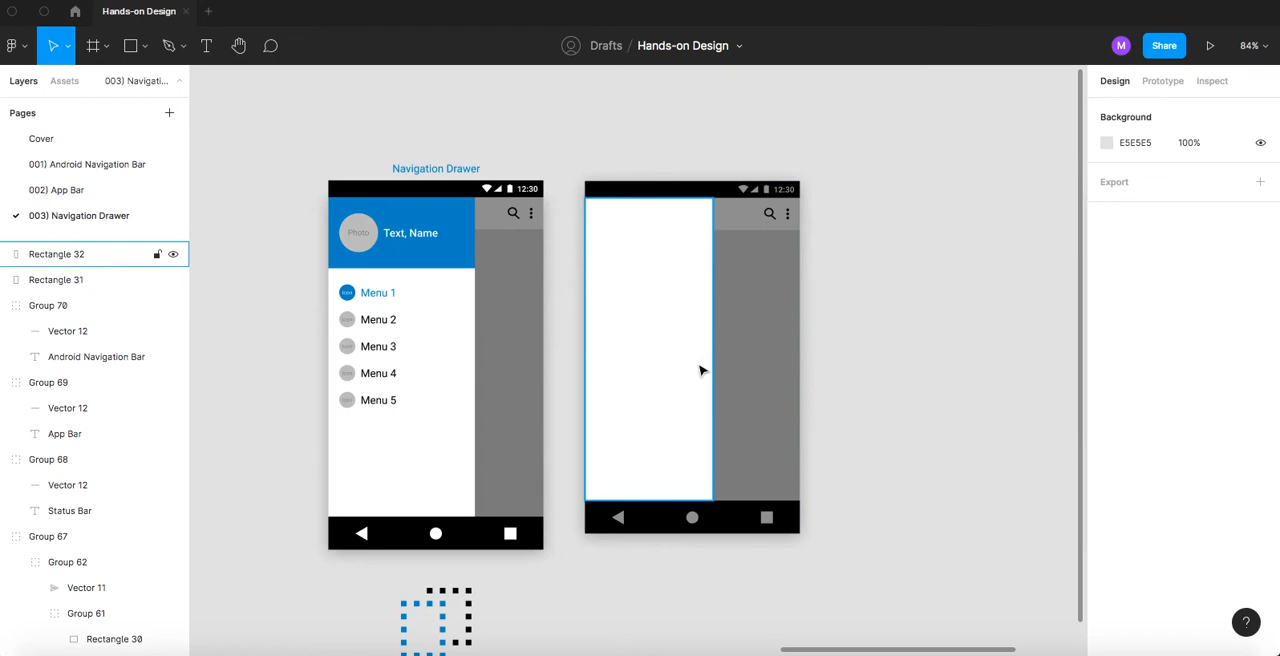 Hands-on Design
Drafts / Hands-on Design
M
Share
84%
Layers
Assets
003) Navigati...
Pages
Cover
001) Android Navigation Bar
002) App Bar
003) Navigation Drawer
Rectangle 32
Rectangle 31
Group 70
Vector 12
Android Navigation Bar
Group 69
Vector 12
App Bar
Group 68
Vector 12
Status Bar
Group 67
Group 62
Vector 11
Group 61
Rectangle 30
Navigation Drawer
12:30
Photo
Text, Name
Menu 1
Menu 2
Menu 3
Menu 4
Menu 5
12:30
Design
Prototype
Inspect
Background
E5E5E5
100%
Export
?